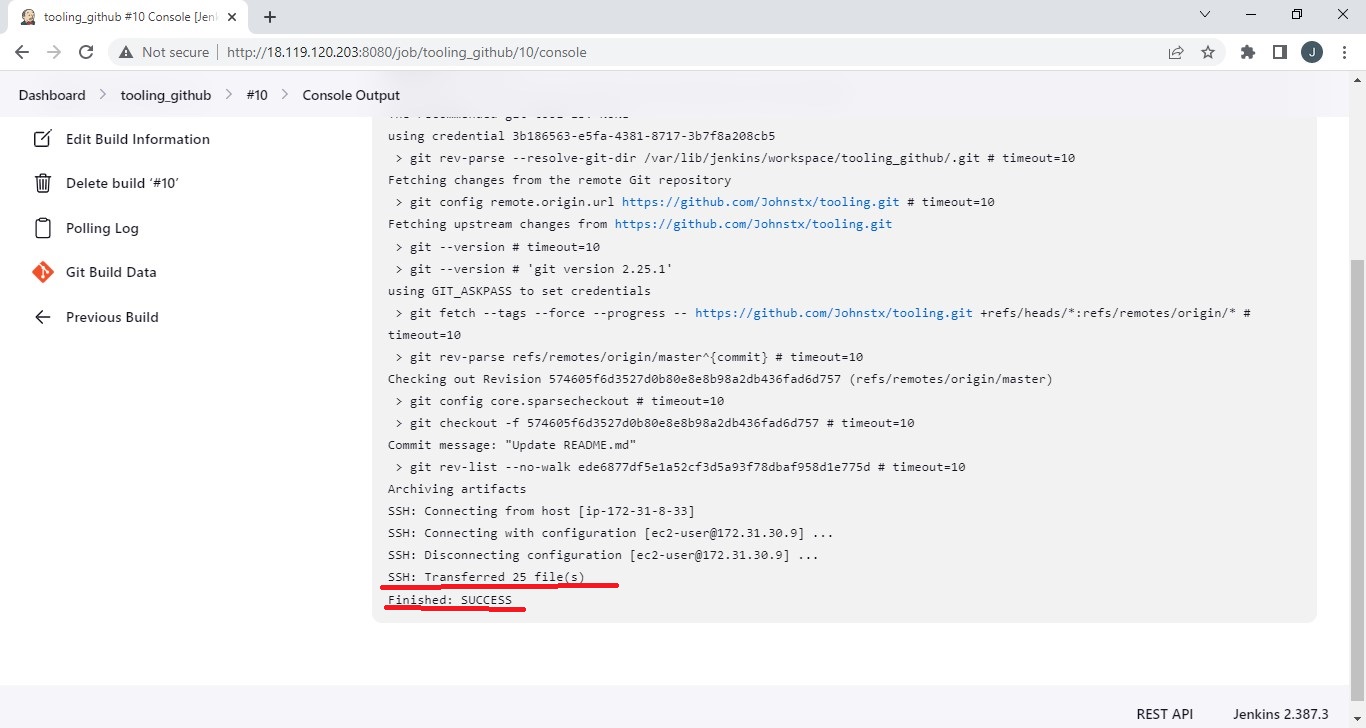 tooling_github #10 Console [Jen
Not secure
http://18.119.120.203:8080/job/tooling_github/10/console
J
Dashboard
tooling_github
#10
Console Output
Edit Build Information
Delete build ‘#10’
Polling Log
Git Build Data
Previous Build
The recommended git tool is: NONE
using credential 3b186563-e5fa-4381-8717-3b7f8a208cb5
> git rev-parse --resolve-git-dir /var/lib/jenkins/workspace/tooling_github/.git # timeout=10
Fetching changes from the remote Git repository
> git config remote.origin.url https://github.com/Johnstx/tooling.git # timeout=10
Fetching upstream changes from https://github.com/Johnstx/tooling.git
> git --version # timeout=10
> git --version # 'git version 2.25.1'
using GIT_ASKPASS to set credentials
> git fetch --tags --force --progress -- https://github.com/Johnstx/tooling.git +refs/heads/*:refs/remotes/origin/* #
timeout=10
> git rev-parse refs/remotes/origin/master^{commit} # timeout=10
Checking out Revision 574605f6d3527d0b80e8e8b98a2db436fad6d757 (refs/remotes/origin/master)
> git config core.sparsecheckout # timeout=10
> git checkout -f 574605f6d3527d0b80e8e8b98a2db436fad6d757 # timeout=10
Commit message: "Update README.md"
> git rev-list --no-walk ede6877df5e1a52cf3d5a93f78dbaf958d1e775d # timeout=10
Archiving artifacts
SSH: Connecting from host [ip-172-31-8-33]
SSH: Connecting with configuration [ec2-user@172.31.30.9] ...
SSH: Disconnecting configuration [ec2-user@172.31.30.9] ...
SSH: Transferred 25 file(s)
Finished: SUCCESS
REST API
Jenkins 2.387.3